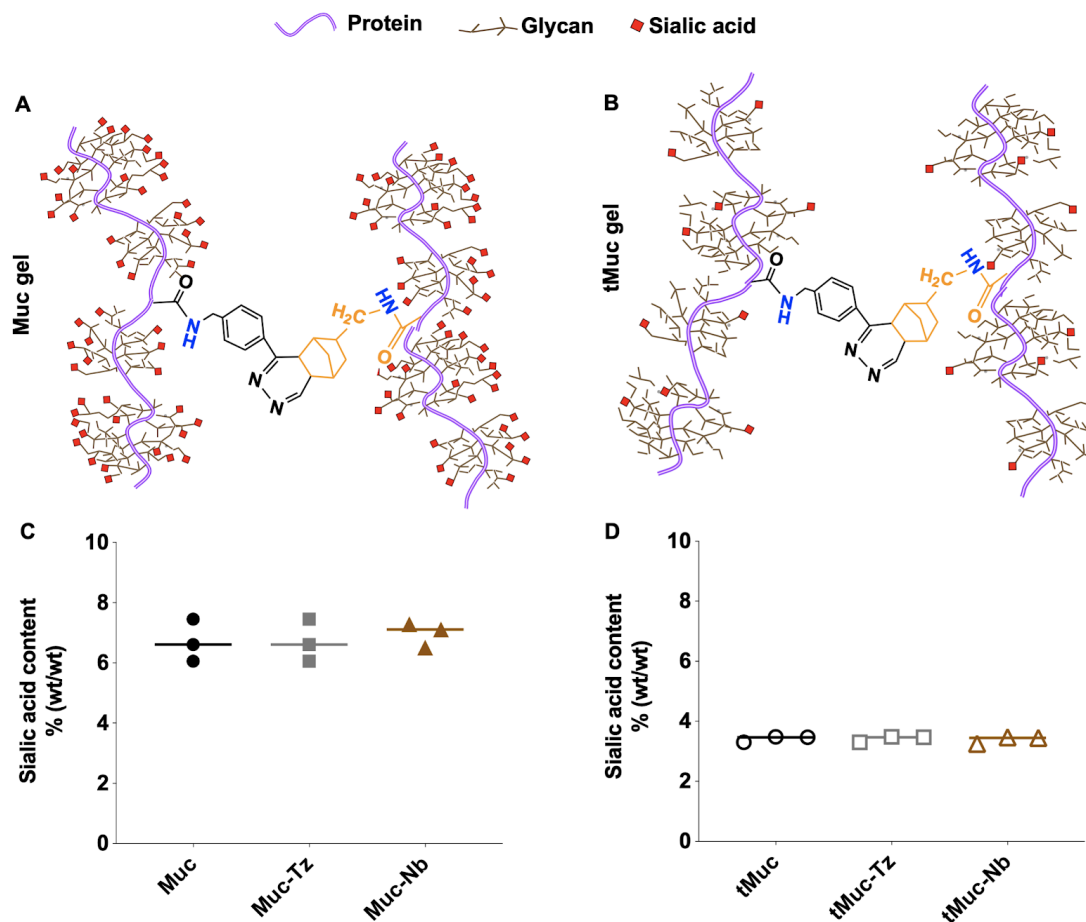 Protein Glycan Sialic acid
A
B
Muc gel
tMuc gel
O
N
H
N
N
H2C
HN
O
O
N
H
N
N
H2C
HN
O
C
D
Sialic acid content
% (wt/wt)
10
8
6
4
2
0
Muc
Muc-Tz
Muc-Nb
Sialic acid content
% (wt/wt)
10
8
6
4
2
0
tMuc
tMuc-Tz
tMuc-Nb